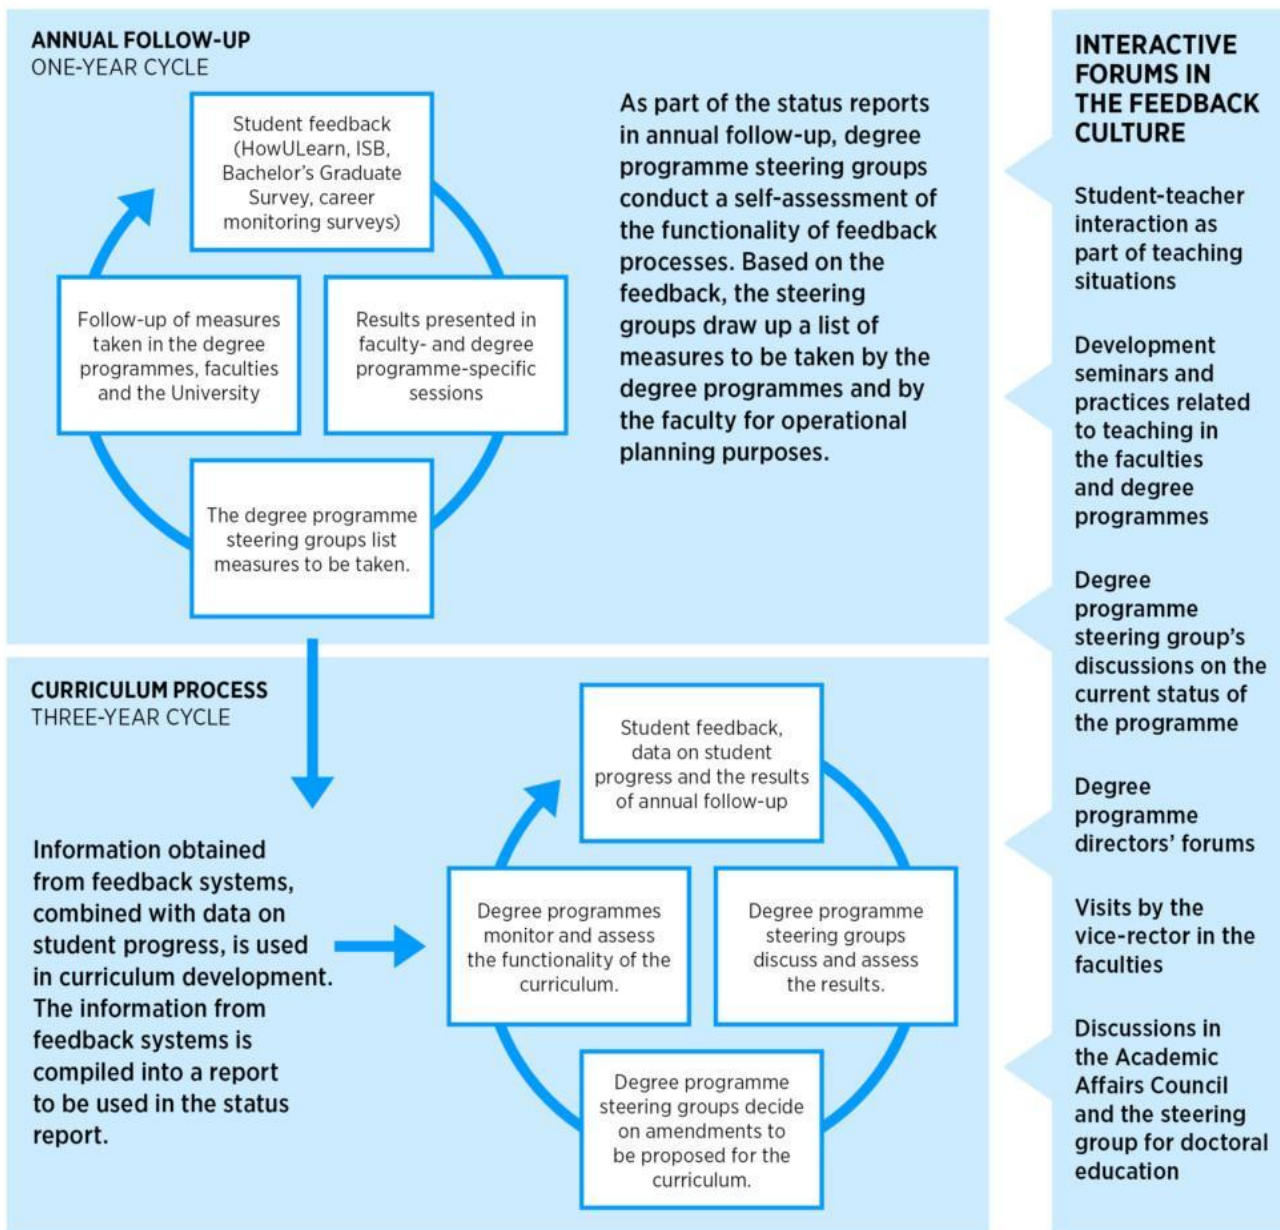 ANNUAL FOLLOW-UP
ONE-YEAR CYCLE
Student feedback
(HowULearn, ISB,
Bachelor's Graduate
Survey, career
monitoring surveys)
Results presented in
faculty- and degree
programme-specific
sessions
The degree programme
steering groups list
measures to be taken.
Follow-up of measures
taken in the degree
programmes, faculties
and the University
As part of the status reports
in annual follow-up, degree
programme steering groups
conduct a self-assessment of
the functionality of feedback
processes. Based on the
feedback, the steering
groups draw up a list of
measures to be taken by the
degree programmes and by
the faculty for operational
planning purposes.
CURRICULUM PROCESS
THREE-YEAR CYCLE
Information obtained
from feedback systems,
combined with data on
student progress, is used
in curriculum development.
The information from
feedback systems is
compiled into a report
to be used in the status
report.
Student feedback,
data on student
progress and the results
of annual follow-up
Degree programme
steering groups
discuss and assess
the results.
Degree programme
steering groups decide
on amendments to
be proposed for the
curriculum.
Degree programmes
monitor and assess
the functionality of the
curriculum.
INTERACTIVE
FORUMS IN
THE FEEDBACK
CULTURE
Student-teacher
interaction as
part of teaching
situations
Development
seminars and
practices related
to teaching in
the faculties
and degree
programmes
Degree
programme
steering group's
discussions on the
current status of
the programme
Degree
programme
directors' forums
Visits by the
vice-rector in the
faculties
Discussions in
the Academic
Affairs Council
and the steering
group for doctoral
education